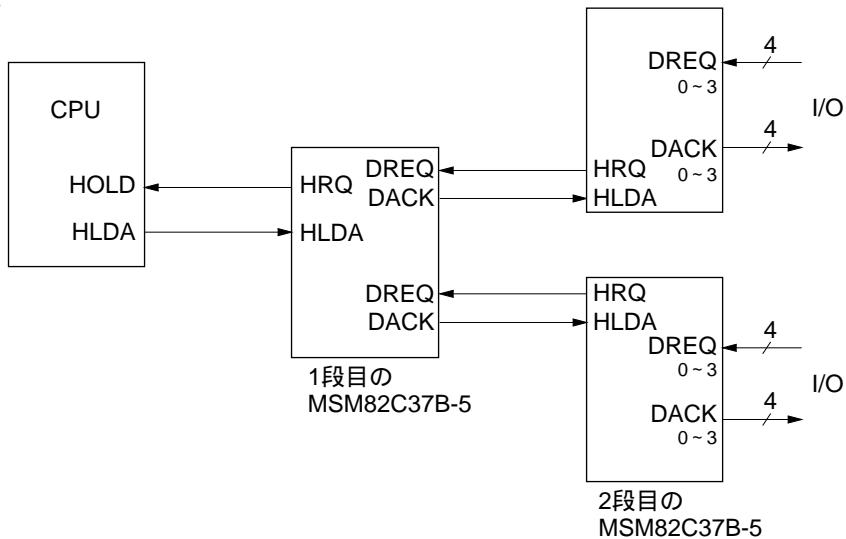 CPU
HOLD
HLDA
HRQ
HLDA
DREQ
DACK
DREQ
DACK
1段目の
MSM82C37B-5
DREQ
0~3
4
I/O
DACK
0~3
4
HRQ
HLDA
HRQ
HLDA
DREQ
0~3
4
I/O
DACK
0~3
4
2段目の
MSM82C37B-5